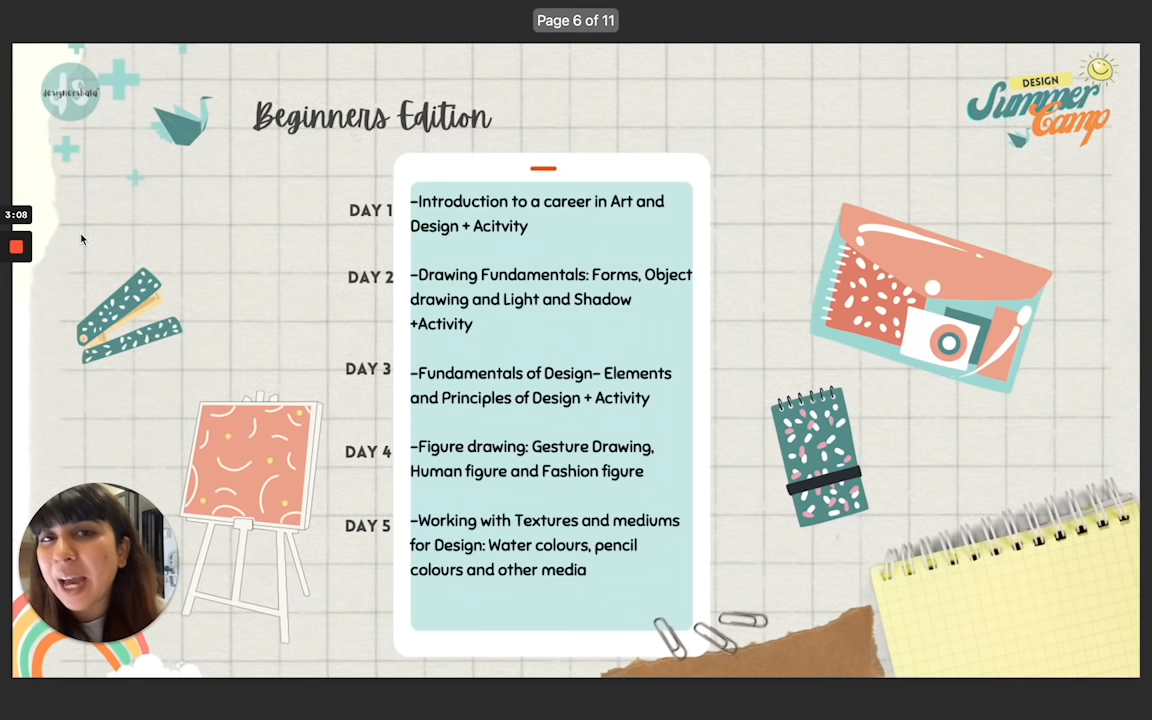 Page 6 of 11
designershala
DESIGN
Summer
Camp
Beginners Edition
3:08
DAY 1
-Introduction to a career in Art and
Design + Acitvity
DAY 2
-Drawing Fundamentals: Forms, Object
drawing and Light and Shadow
+Activity
DAY 3
-Fundamentals of Design- Elements
and Principles of Design + Activity
DAY 4
-Figure drawing: Gesture Drawing,
Human figure and Fashion figure
DAY 5
-Working with Textures and mediums
for Design: Water colours, pencil
colours and other media